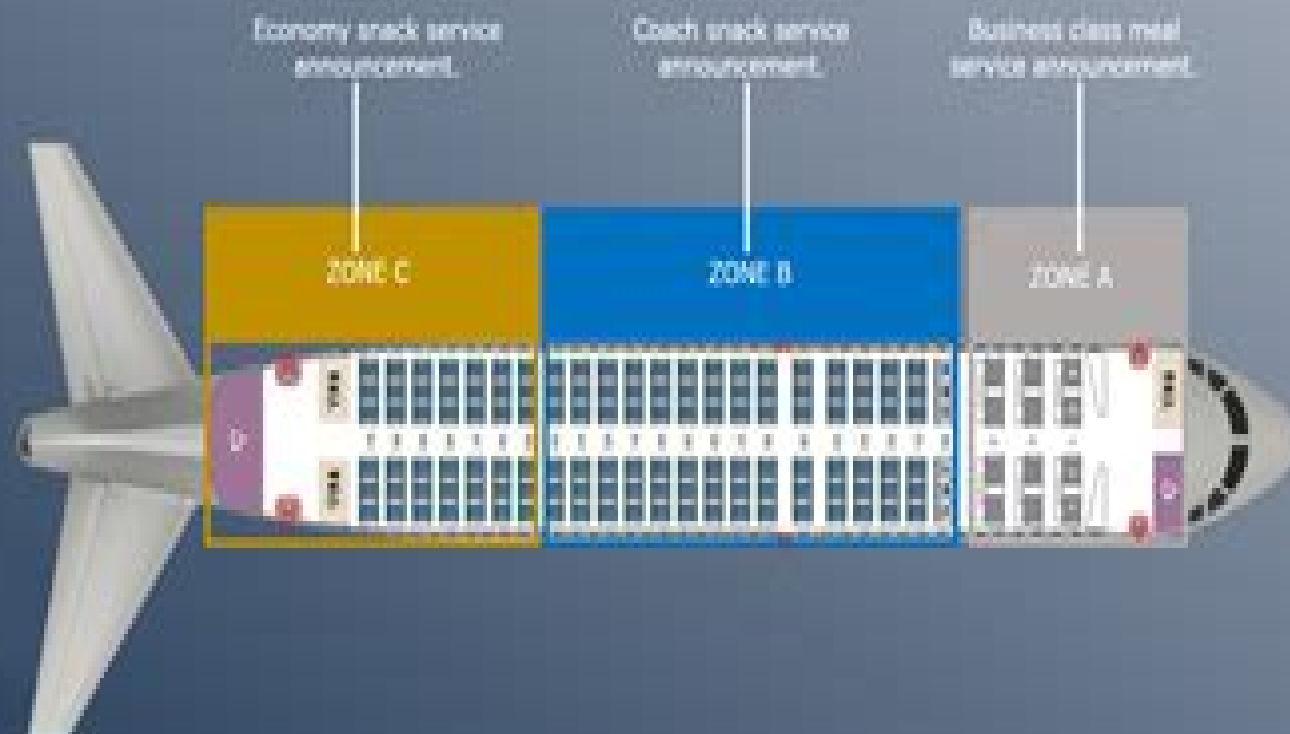 Economy snack service
announcement.
Coach snack service
announcement.
Business class meal
service announcement.
ZONE C
ZONE B
ZONE A